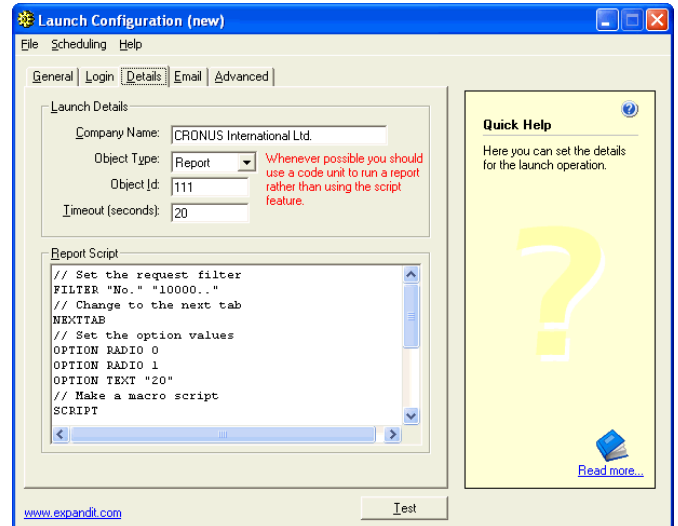 Launch Configuration (new)
File Scheduling Help
General Login Details Email Advanced
Launch Details
Company Name: CRONUS International Ltd.
Object Type: Report
Object Id: 111
Timeout (seconds): 20
Whenever possible you should
use a code unit to run a report
rather than using the script
feature.
Report Script
// Set the request filter
FILTER "No." "10000.."
// Change to the next tab
NEXTTAB
// Set the option values
OPTION RADIO 0
OPTION RADIO 1
OPTION TEXT "20"
// Make a macro script
SCRIPT
Quick Help
Here you can set the details
for the launch operation.
?
Read more...
www.expandit.com
Test